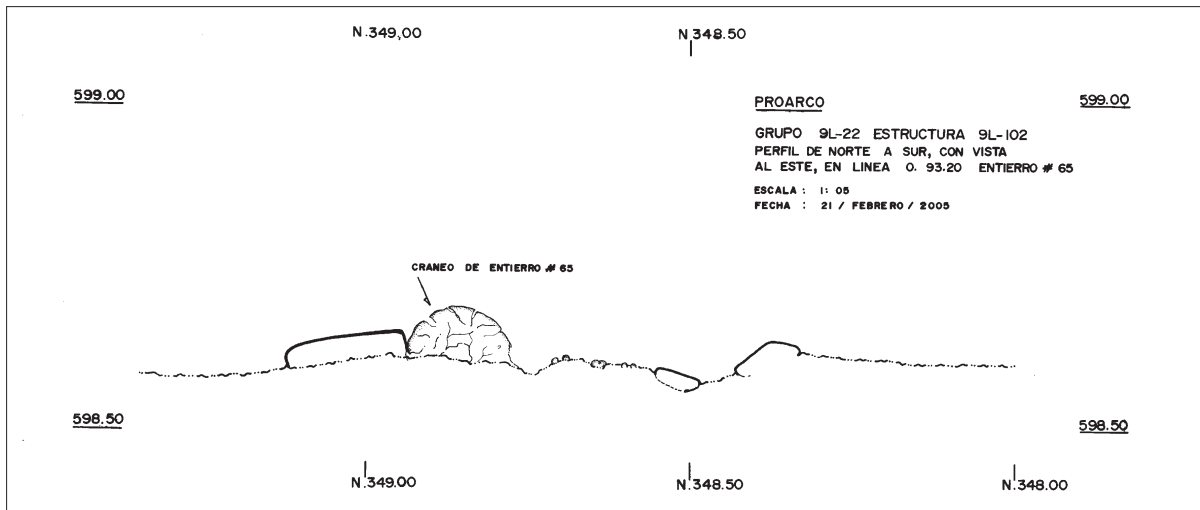 N.349,00
N.348.50
599.00
599.00
PROARCO
GRUPO 9L-22 ESTRUCTURA 9L-102
PERFIL DE NORTE A SUR, CON VISTA
AL ESTE, EN LINEA O. 93.20 ENTIERRO # 65
ESCALA : 1: 05
FECHA : 21 / FEBRERO / 2005
CRANEO DE ENTIERRO # 65
598.50
598.50
N.349.00
N.348.50
N.348.00